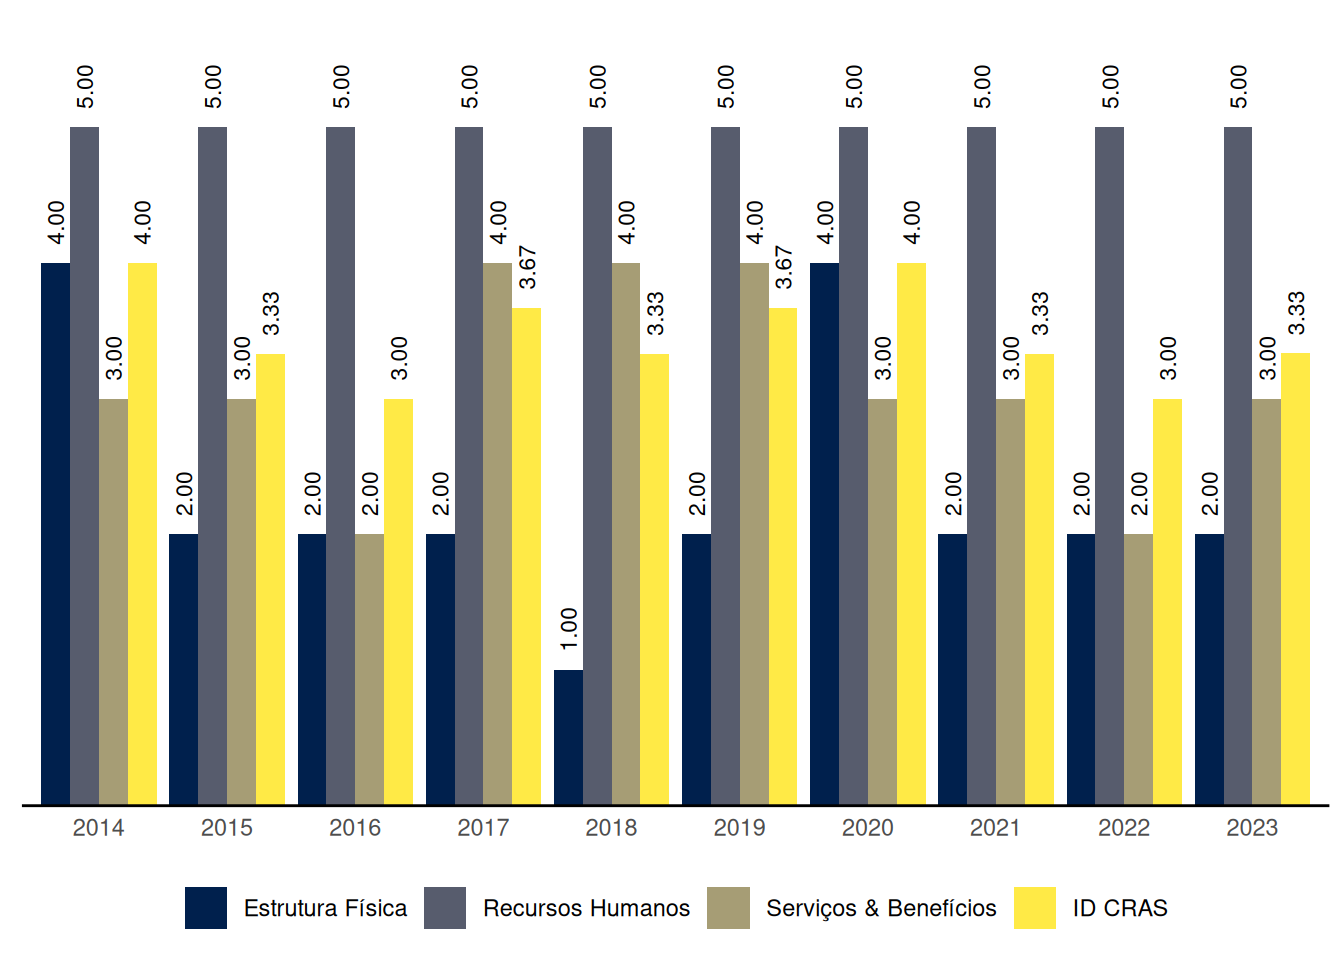 5.00 5.00 5.00 5.00 5.00 5.00 5.00 5.00 5.00 5.00
4.00 4.00 4.00 4.00 4.00 4.00 4.00
3.67 3.67
3.33 3.33 3.33 3.33
3.00 3.00 3.00 3.00 3.00 3.00 3.00
2.00 2.00 2.00 2.00 2.00 2.00 2.00 2.00 2.00
1.00
2014 2015 2016 2017 2018 2019 2020 2021 2022 2023
Estrutura Física Recursos Humanos Serviços & Benefícios ID CRAS